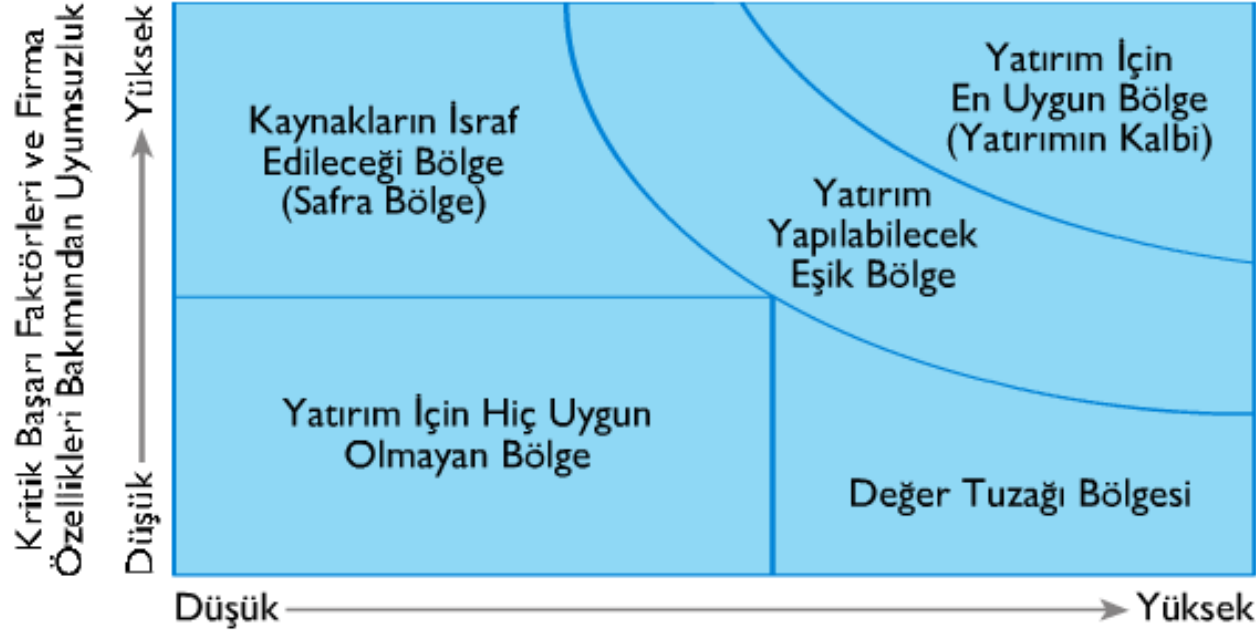 Kritik Başarı Faktörleri ve Firma
Özellikleri Bakımından Uyumsuzluk
Yüksek
Düşük
Kaynakların İsraf
Edileceği Bölge
(Safra Bölge)
Yatırım İçin
En Uygun Bölge
(Yatırımın Kalbi)
Yatırım
Yapılabilecek
Eşik Bölge
Yatırım İçin Hiç Uygun
Olmayan Bölge
Değer Tuzağı Bölgesi
Düşük
Yüksek